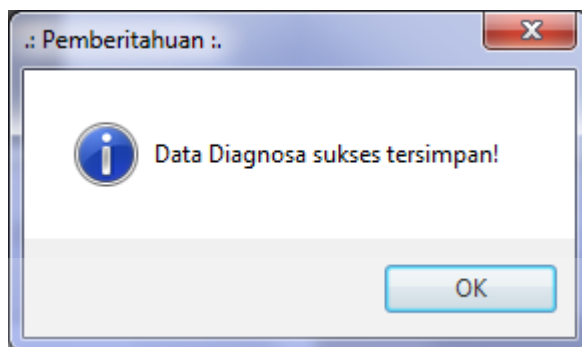 .: Pemberitahuan :.
Data Diagnosa sukses tersimpan!
OK